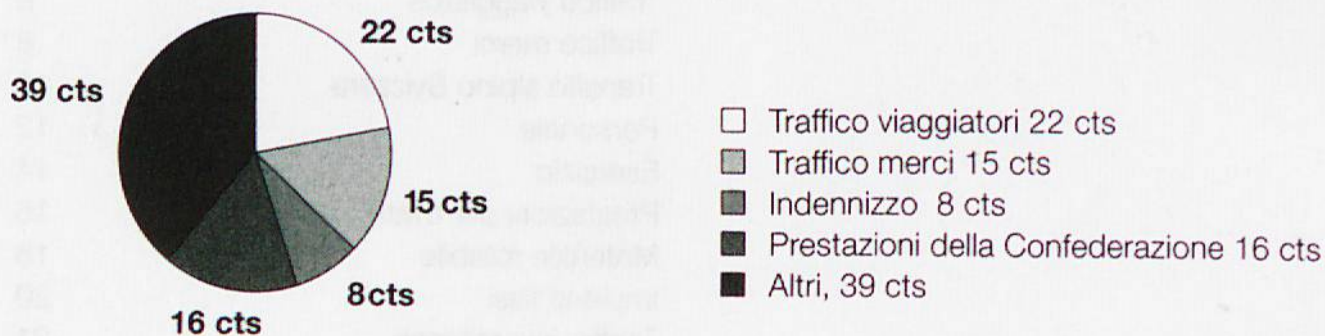 22 cts
39 cts
15 cts
8cts
16 cts
Traffico viaggiatori 22 cts
Traffico merci 15 cts
Indennizzo 8 cts
Prestazioni della Confederazione 16 cts
Altri, 39 cts